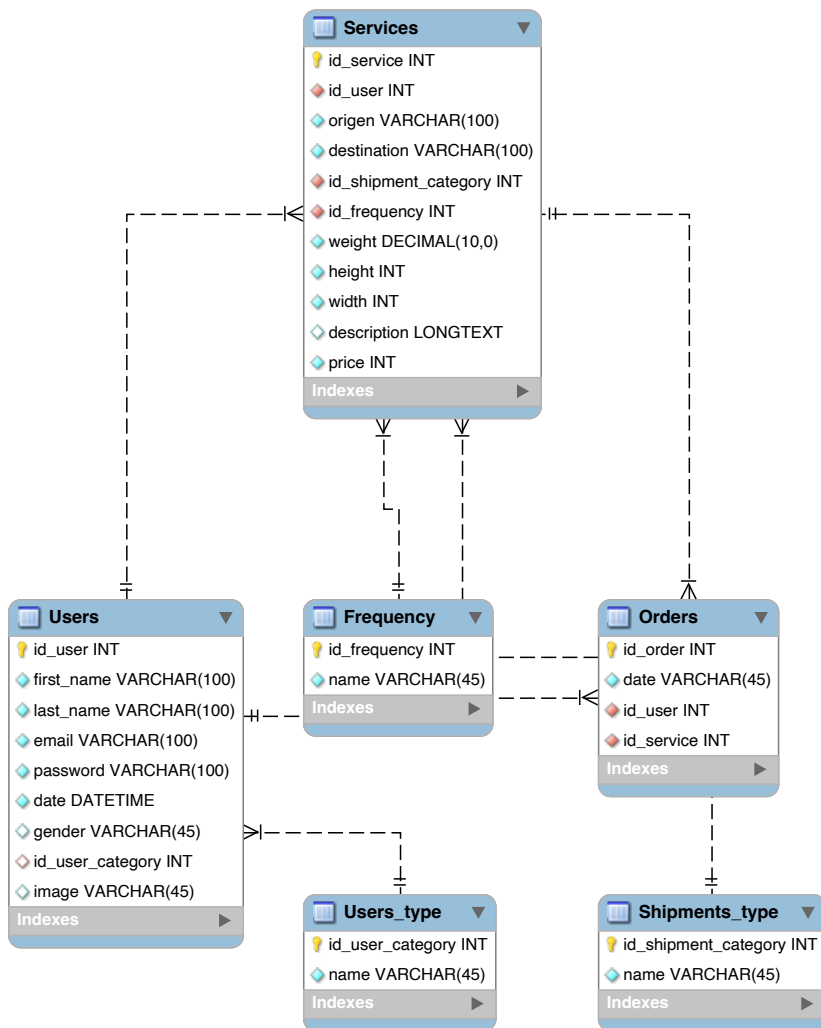 Services
id_service INT
id_user INT
origen VARCHAR(100)
destination VARCHAR(100)
id_shipment_category INT
id_frequency INT
weight DECIMAL(10,0)
height INT
width INT
description LONGTEXT
price INT
Indexes
Users
id_user INT
first_name VARCHAR(100)
last_name VARCHAR(100)
email VARCHAR(100)
password VARCHAR(100)
date DATETIME
gender VARCHAR(45)
id_user_category INT
image VARCHAR(45)
Indexes
Frequency
id_frequency INT
name VARCHAR(45)
Indexes
Orders
id_order INT
date VARCHAR(45)
id_user INT
id_service INT
Indexes
Users_type
id_user_category INT
name VARCHAR(45)
Indexes
Shipments_type
id_shipment_category INT
name VARCHAR(45)
Indexes